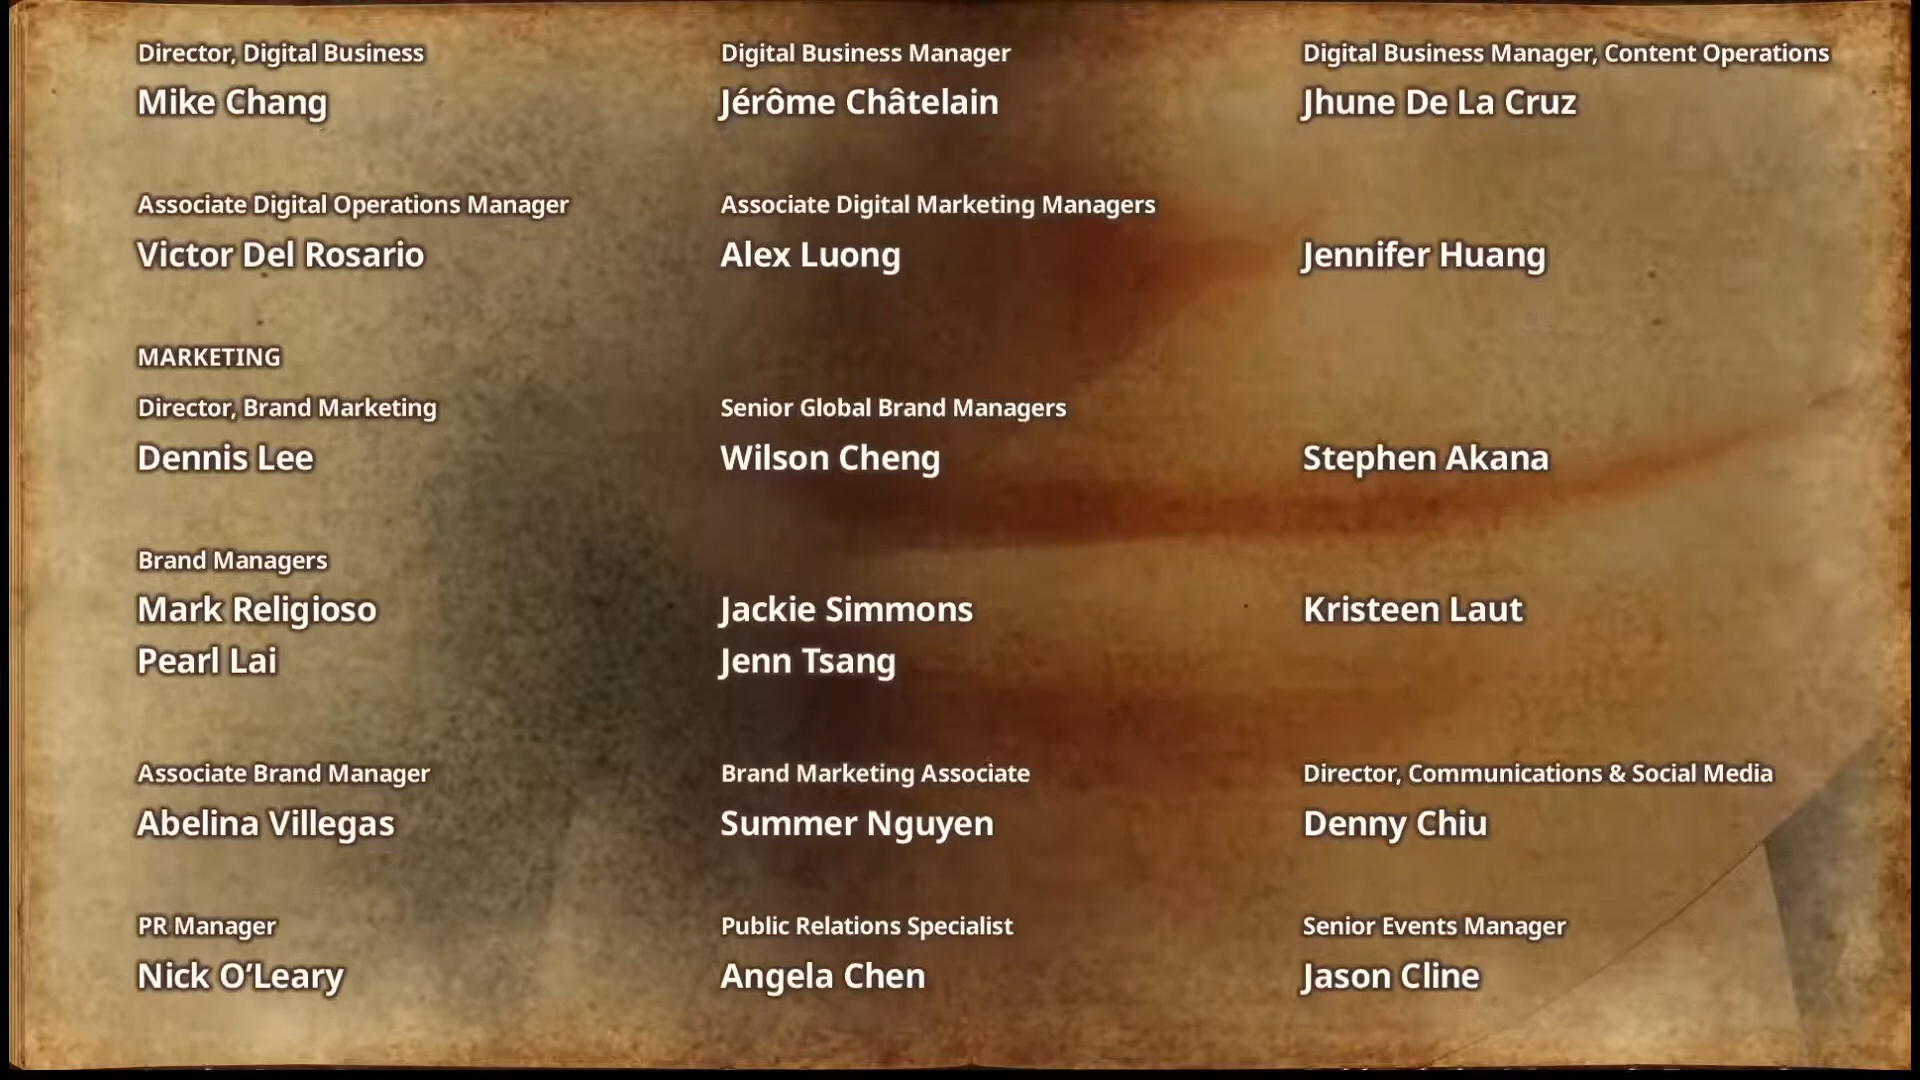 Director, Digital Business
Mike Chang
Digital Business Manager
Jérôme Châtelain
Digital Business Manager, Content Operations
Jhune De La Cruz
Associate Digital Operations Manager
Victor Del Rosario
Associate Digital Marketing Managers
Alex Luong
Jennifer Huang
MARKETING
Director, Brand Marketing
Dennis Lee
Senior Global Brand Managers
Wilson Cheng
Stephen Akana
Brand Managers
Mark Religioso
Jackie Simmons
Kristeen Laut
Pearl Lai
Jenn Tsang
Associate Brand Manager
Abelina Villegas
Brand Marketing Associate
Summer Nguyen
Director, Communications & Social Media
Denny Chiu
PR Manager
Nick O’Leary
Public Relations Specialist
Angela Chen
Senior Events Manager
Jason Cline